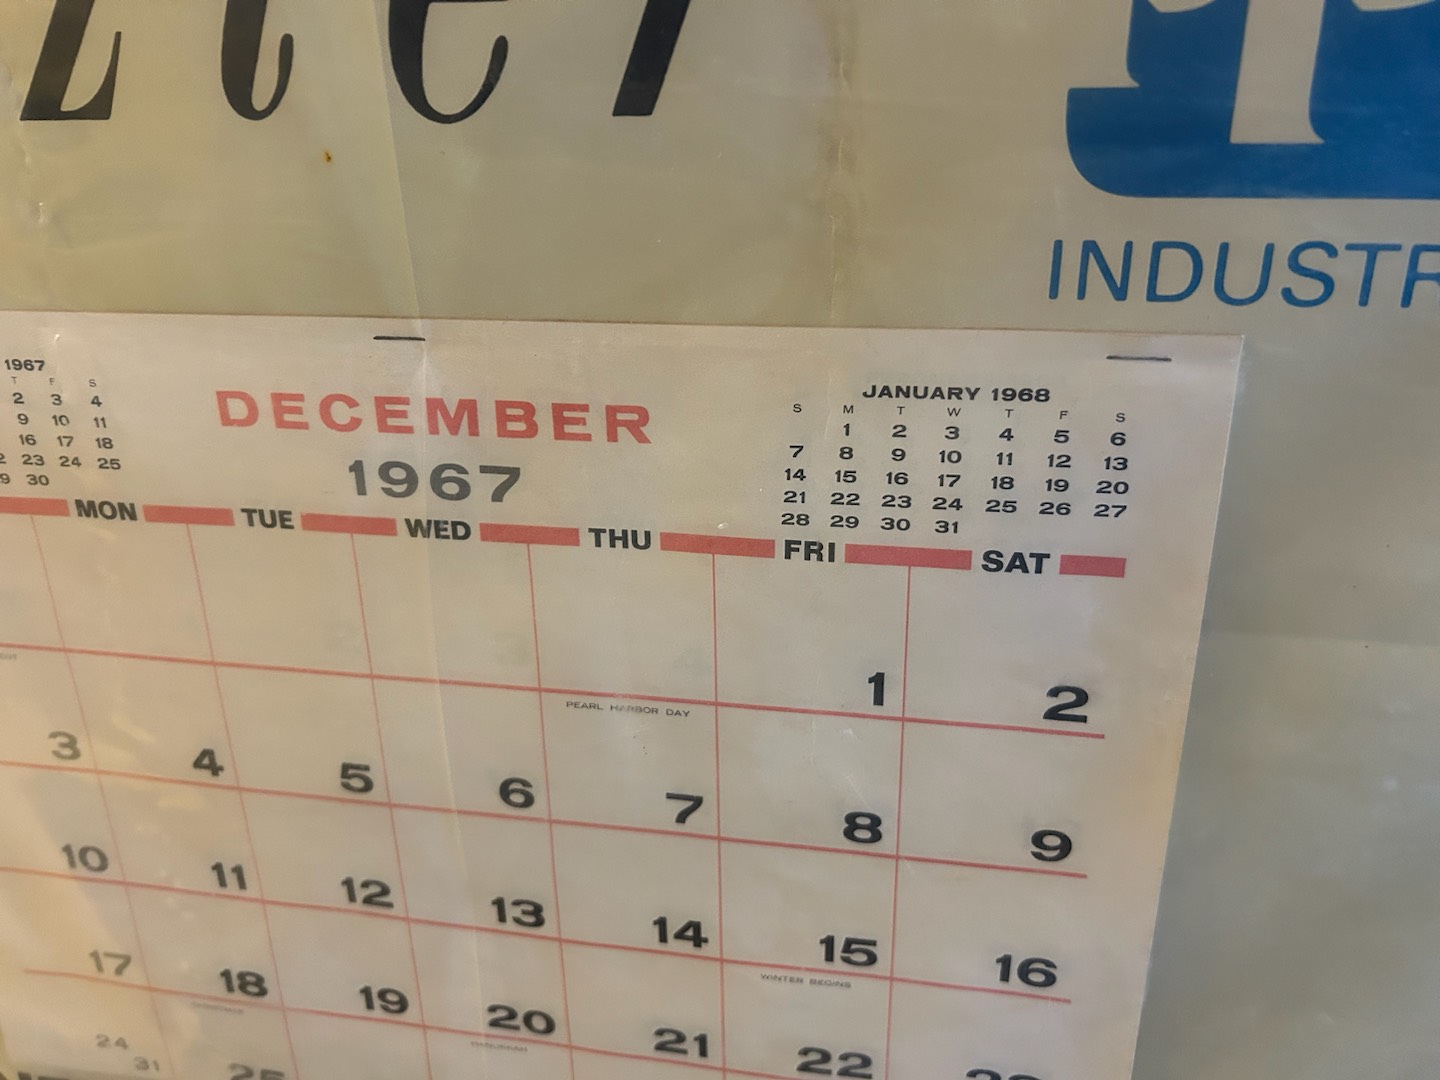 INDUSTR
1967
T F S
2 3 4
9 10 11
16 17 18
23 24 25
30
DECEMBER
1967
JANUARY 1968
S M T W T F S
1 2 3 4 5 6
7 8 9 10 11 12 13
14 15 16 17 18 19 20
21 22 23 24 25 26 27
28 29 30 31
MON TUE WED THU FRI SAT
1 2
PEARL HARBOR DAY
3 4 5 6 7 8 9
10 11 12 13 14 15 16
WINTER BEGINS
17 18 19 20 21 22
24
31
25